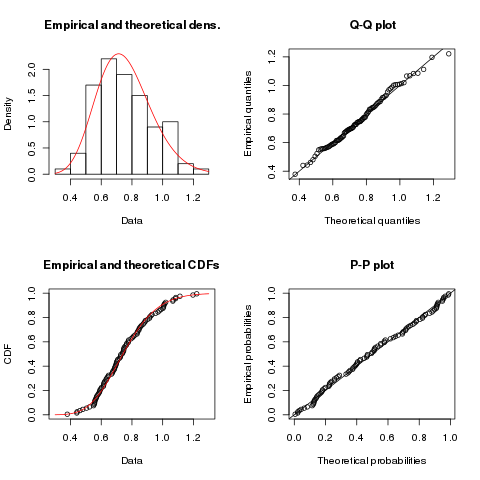 Empirical and theoretical dens.
Density
0.0 0.5 1.0 1.5 2.0
0.4 0.6 0.8 1.0 1.2
Data
Q-Q plot
Empirical quantiles
0.4 0.6 0.8 1.0 1.2
0.4 0.6 0.8 1.0 1.2
Theoretical quantiles
Empirical and theoretical CDFs
CDF
0.0 0.2 0.4 0.6 0.8 1.0
0.4 0.6 0.8 1.0 1.2
Data
P-P plot
Empirical probabilities
0.0 0.2 0.4 0.6 0.8 1.0
0.0 0.2 0.4 0.6 0.8 1.0
Theoretical probabilities